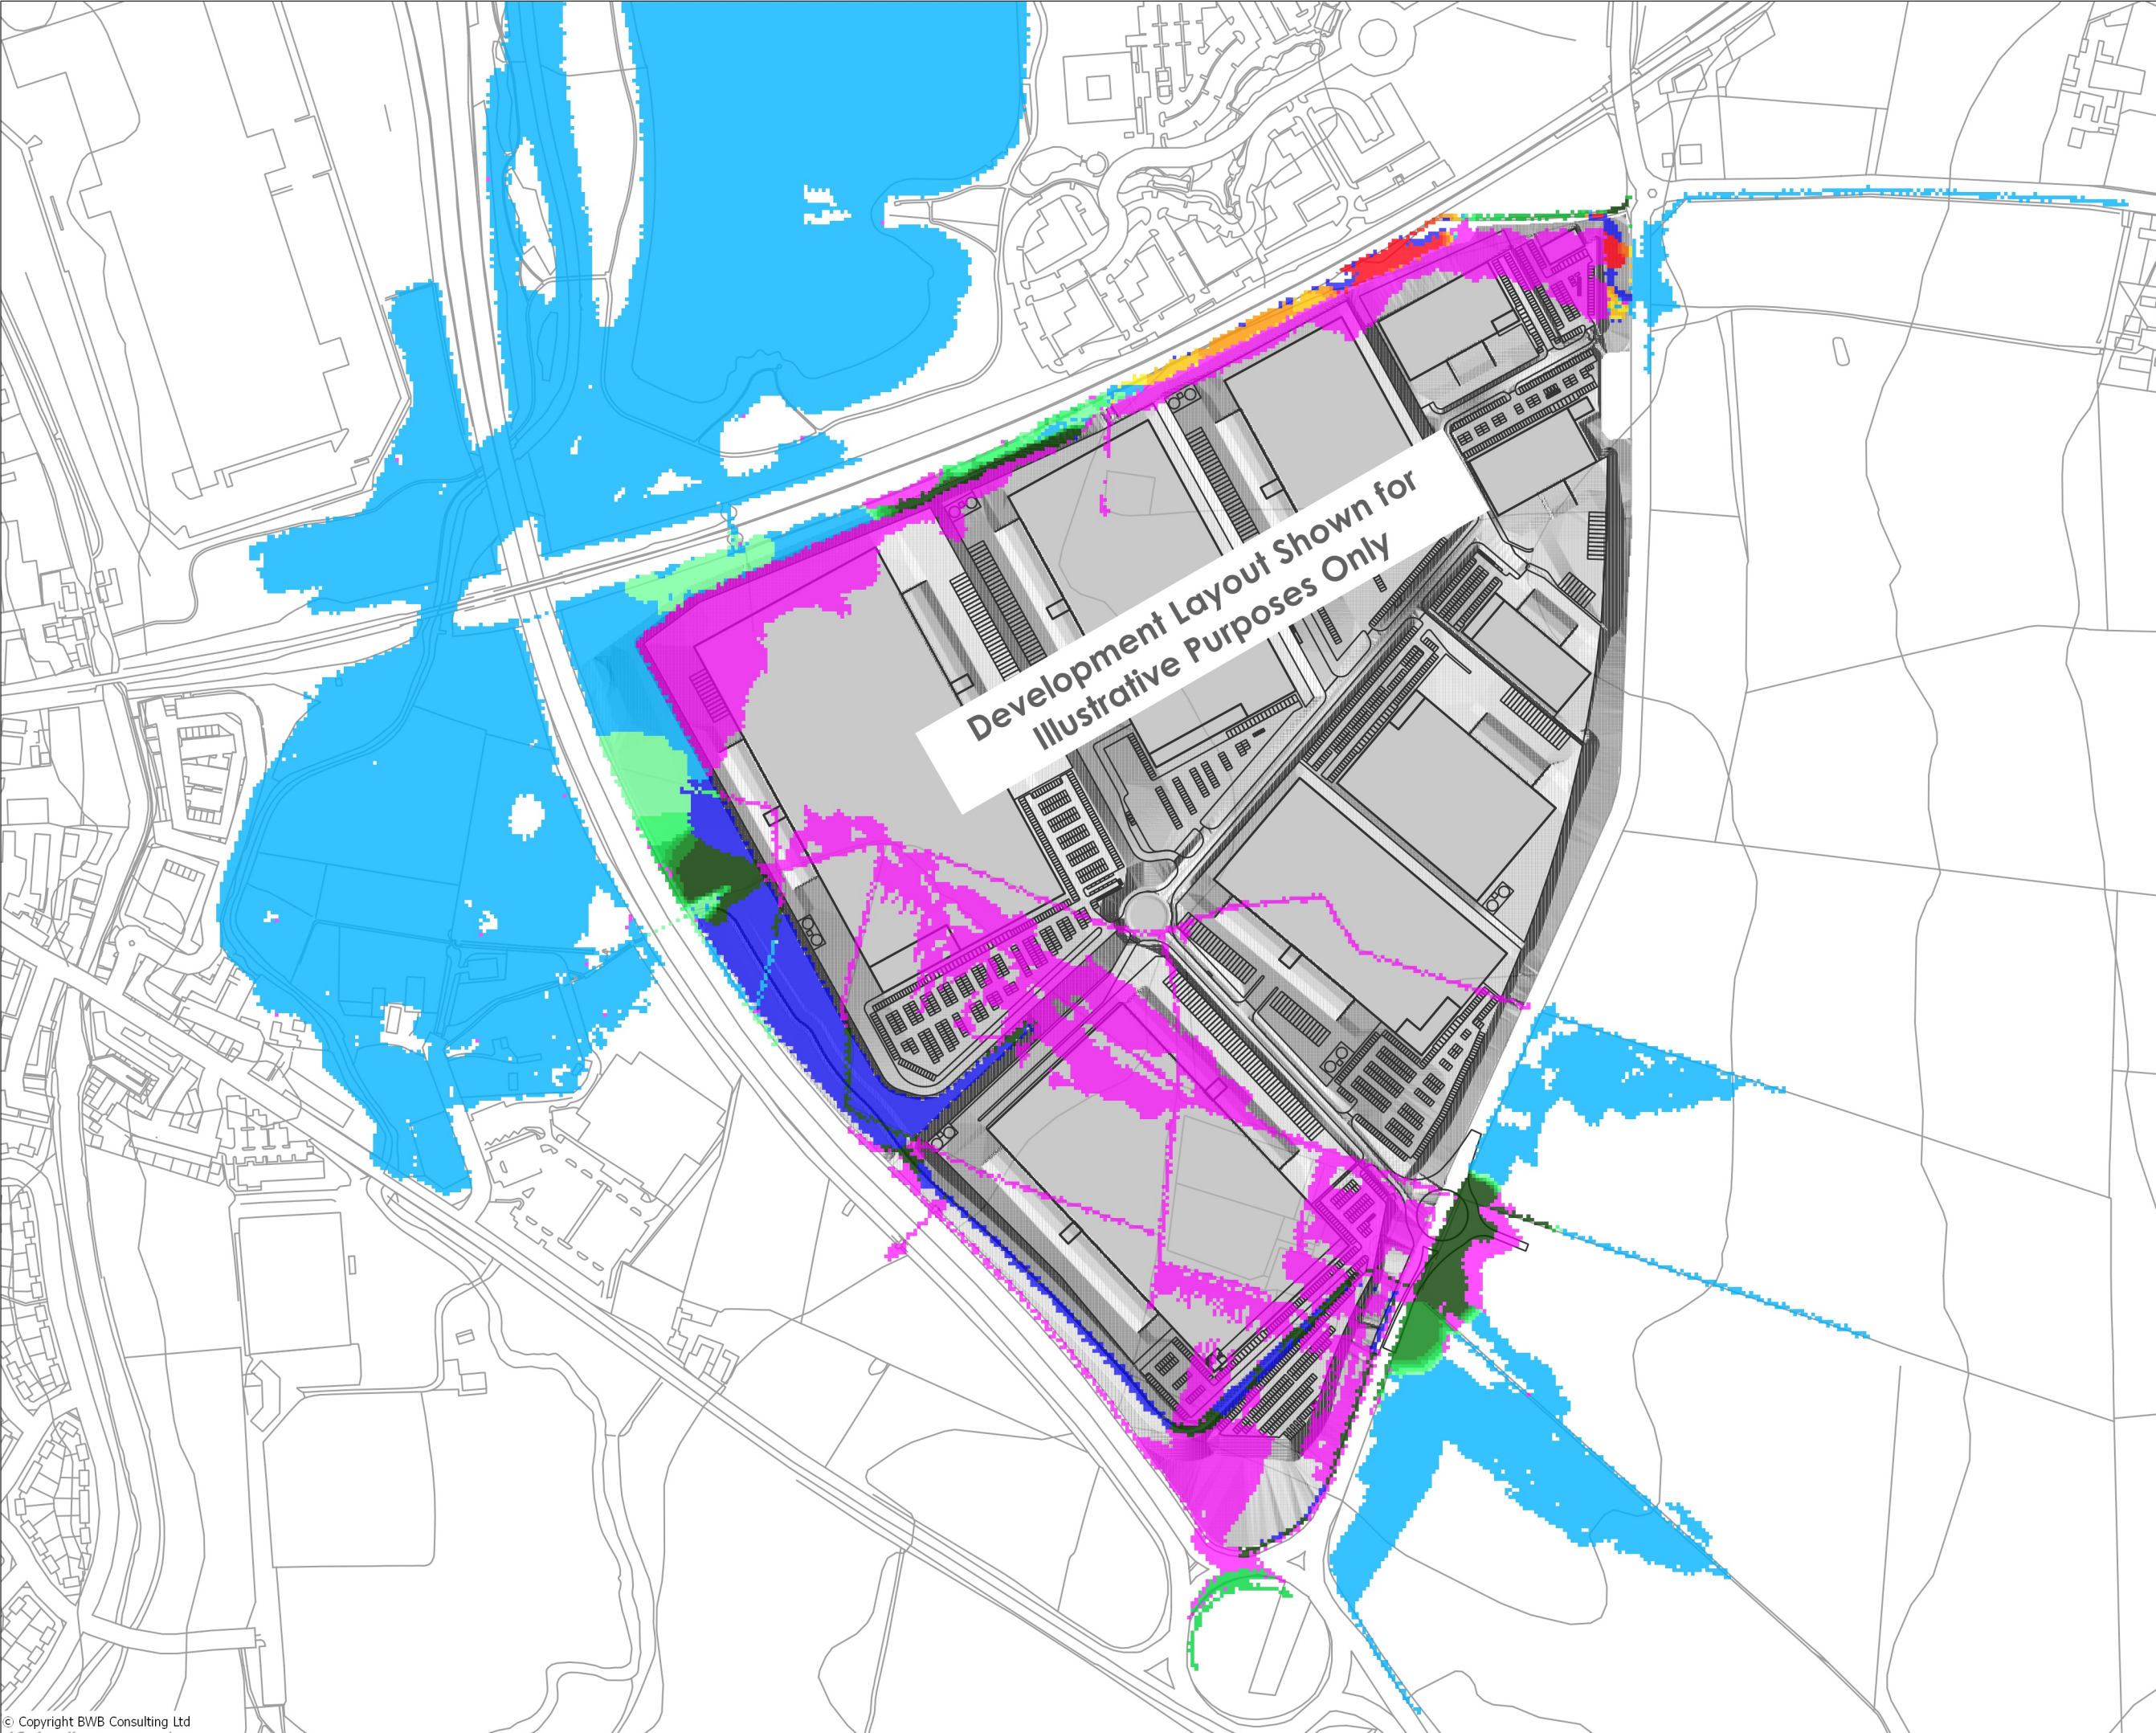 Development Layout Shown for
Illustrative Purposes Only
© Copyright BWB Consulting Ltd